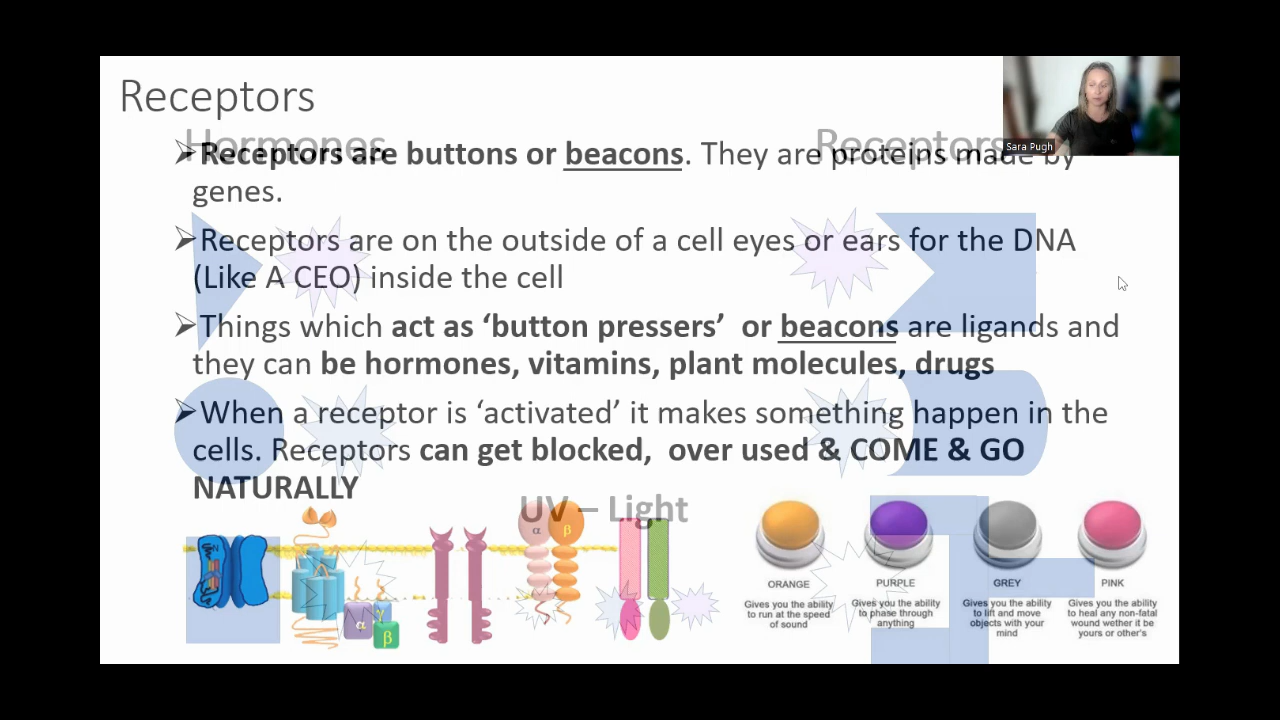 Receptors
Hormones
Receptors
➢Receptors are buttons or beacons. They are proteins made by
genes.
➢Receptors are on the outside of a cell eyes or ears for the DNA
(Like A CEO) inside the cell
➢Things which act as ‘button pressers’  or beacons are ligands and
they can be hormones, vitamins, plant molecules, drugs
➢When a receptor is ‘activated’ it makes something happen in the
cells. Receptors can get blocked,  over used & COME & GO
NATURALLY
UV – Light
α β
α
β
ORANGE
Gives you the ability
to run at the speed
of sound
PURPLE
Gives you the ability
to phase through
anything
GREY
Gives you the ability
to lift and move
objects with your
mind
PINK
Gives you the ability
to heal any non-fatal
wound wether it be
yours or other's
Sara Pugh